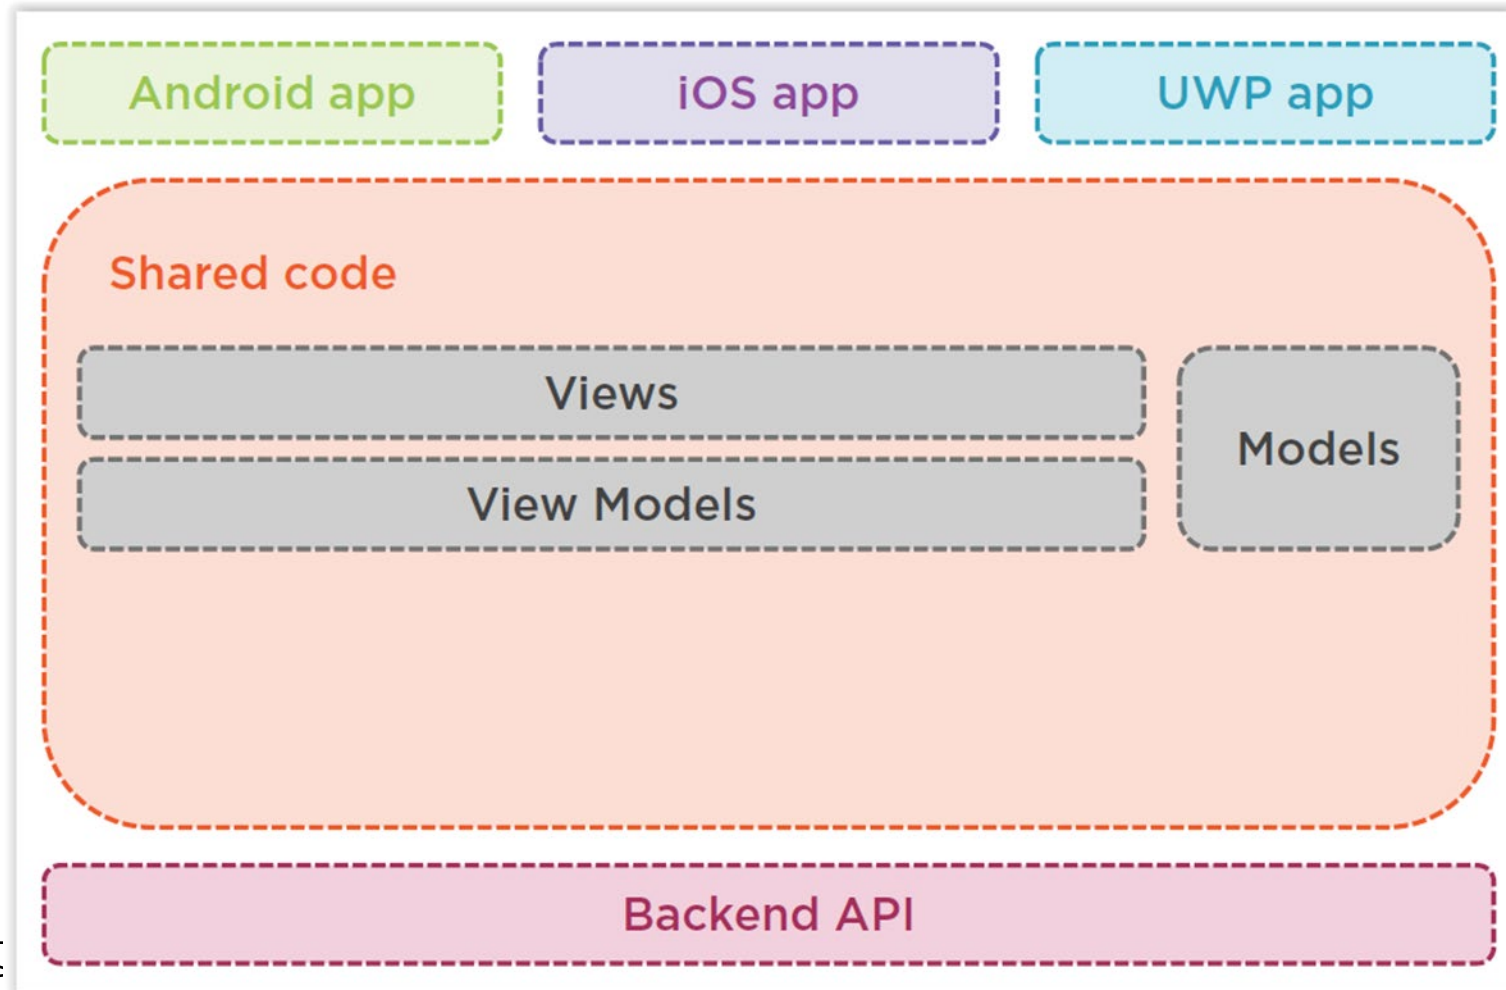 Android app
iOS app
UWP app
Shared code
Views
View Models
Models
Backend API